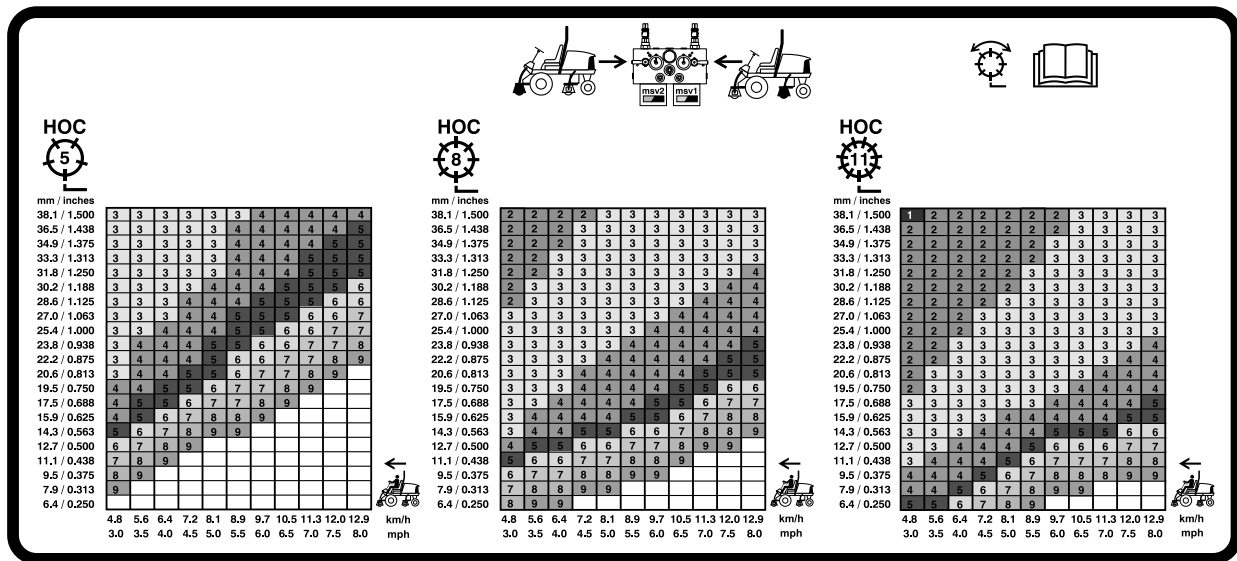 msv2 msv1
HOC
5
mm / inches
38.1 / 1.500 3 3 3 3 3 3 4 4 4 4 4
36.5 / 1.438 3 3 3 3 3 4 4 4 4 4 5
34.9 / 1.375 3 3 3 3 3 4 4 4 4 5 5
33.3 / 1.313 3 3 3 3 3 4 4 4 5 5 5
31.8 / 1.250 3 3 3 3 3 4 4 4 5 5 5
30.2 / 1.188 3 3 3 3 4 4 4 5 5 5 6
28.6 / 1.125 3 3 3 4 4 4 5 5 5 6 6
27.0 / 1.063 3 3 3 4 4 5 5 5 6 6 7
25.4 / 1.000 3 3 4 4 4 5 5 6 6 7 7
23.8 / 0.938 3 4 4 4 5 5 6 6 7 7 8
22.2 / 0.875 3 4 4 4 5 6 6 7 7 8 9
20.6 / 0.813 3 4 4 5 5 6 7 7 8 9
19.5 / 0.750 4 4 5 5 6 7 7 8 9
17.5 / 0.688 4 5 5 6 6 7 8 9
15.9 / 0.625 4 5 6 7 8 8 9
14.3 / 0.563 5 6 7 8 9 9
12.7 / 0.500 6 7 8 9
11.1 / 0.438 7 8 9
9.5 / 0.375 8 9
7.9 / 0.313 9
6.4 / 0.250
4.8 5.6 6.4 7.2 8.1 8.9 9.7 10.5 11.3 12.0 12.9 km/h
3.0 3.5 4.0 4.5 5.0 5.5 6.0 6.5 7.0 7.5 8.0 mph
HOC
8
mm / inches
38.1 / 1.500 2 2 2 2 3 3 3 3 3 3 3
36.5 / 1.438 2 2 2 3 3 3 3 3 3 3 3
34.9 / 1.375 2 2 2 3 3 3 3 3 3 3 3
33.3 / 1.313 2 2 3 3 3 3 3 3 3 3 3
31.8 / 1.250 2 2 3 3 3 3 3 3 3 3 4
30.2 / 1.188 2 3 3 3 3 3 3 3 3 4 4
28.6 / 1.125 2 3 3 3 3 3 3 3 4 4 4
27.0 / 1.063 3 3 3 3 3 3 3 3 4 4 4
25.4 / 1.000 3 3 3 3 3 3 4 4 4 4 4
23.8 / 0.938 3 3 3 3 3 4 4 4 4 4 5
22.2 / 0.875 3 3 3 3 4 4 4 4 4 5 5
20.6 / 0.813 3 3 3 4 4 4 4 4 5 5 5
19.5 / 0.750 3 3 3 4 4 4 4 5 5 6 6
17.5 / 0.688 3 3 4 4 4 5 5 5 6 7 7
15.9 / 0.625 3 4 4 4 5 5 6 7 7 8 8
14.3 / 0.563 3 4 4 5 5 6 6 7 8 8 9
12.7 / 0.500 4 5 5 6 6 7 7 8 9 9
11.1 / 0.438 5 6 6 7 7 8 8 9
9.5 / 0.375 6 7 7 8 8 9 9
7.9 / 0.313 7 8 8 9 9
6.4 / 0.250 8 9 9
4.8 5.6 6.4 7.2 8.1 8.9 9.7 10.5 11.3 12.0 12.9 km/h
3.0 3.5 4.0 4.5 5.0 5.5 6.0 6.5 7.0 7.5 8.0 mph
HOC
11
mm / inches
38.1 / 1.500 1 2 2 2 2 2 2 3 3 3 3
36.5 / 1.438 2 2 2 2 2 2 2 3 3 3 3
34.9 / 1.375 2 2 2 2 2 2 3 3 3 3 3
33.3 / 1.313 2 2 2 2 2 2 3 3 3 3 3
31.8 / 1.250 2 2 2 2 2 3 3 3 3 3 3
30.2 / 1.188 2 2 2 2 2 3 3 3 3 3 3
28.6 / 1.125 2 2 2 2 3 3 3 3 3 3 3
27.0 / 1.063 2 2 2 3 3 3 3 3 3 3 3
25.4 / 1.000 2 2 2 3 3 3 3 3 3 3 3
23.8 / 0.938 2 2 3 3 3 3 3 3 3 3 4
22.2 / 0.875 2 2 3 3 3 3 3 3 3 4 4
20.6 / 0.813 2 3 3 3 3 3 3 3 4 4 4
19.5 / 0.750 2 3 3 3 3 3 3 4 4 4 4
17.5 / 0.688 3 3 3 3 3 3 4 4 4 4 5
15.9 / 0.625 3 3 3 3 4 4 4 4 4 5 5
14.3 / 0.563 3 3 3 4 4 4 5 5 5 6 6
12.7 / 0.500 3 3 4 4 4 5 6 6 6 7 7
11.1 / 0.438 3 4 4 4 5 6 6 7 7 8 8
9.5 / 0.375 4 4 4 5 6 7 7 8 8 9 9
7.9 / 0.313 4 4 5 6 7 8 9 9
6.4 / 0.250 5 5 6 7 8 9
4.8 5.6 6.4 7.2 8.1 8.9 9.7 10.5 11.3 12.0 12.9 km/h
3.0 3.5 4.0 4.5 5.0 5.5 6.0 6.5 7.0 7.5 8.0 mph